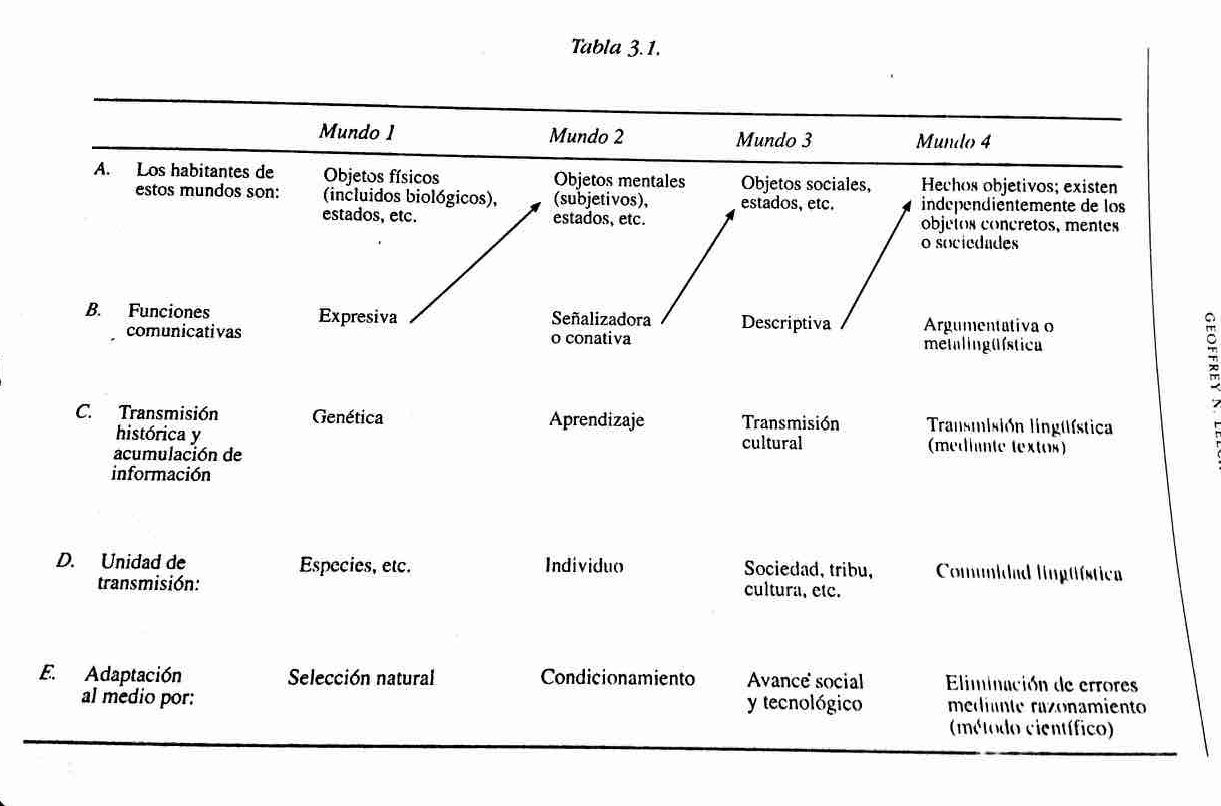 Tabla 3.1.
Mundo 1 Mundo 2 Mundo 3 Mundo 4
A. Los habitantes de
estos mundos son:
Objetos físicos
(incluidos biológicos),
estados, etc.
Objetos mentales
(subjetivos),
estados, etc.
Objetos sociales,
estados, etc.
Hechos objetivos; existen
independientemente de los
objetos concretos, mentes
o sociedades
B. Funciones
comunicativas
Expresiva
Señalizadora
o conativa
Descriptiva
Argumentativa o
metalingüística
C. Transmisión
histórica y
acumulación de
información
Genética
Aprendizaje
Transmisión
cultural
Transmisión lingüística
(mediante textos)
D. Unidad de
transmisión:
Especies, etc.
Individuo
Sociedad, tribu,
cultura, etc.
Comunidad lingüística
E. Adaptación
al medio por:
Selección natural
Condicionamiento
Avance social
y tecnológico
Eliminación de errores
mediante razonamiento
(método científico)
GEOFFREY N. LEECH